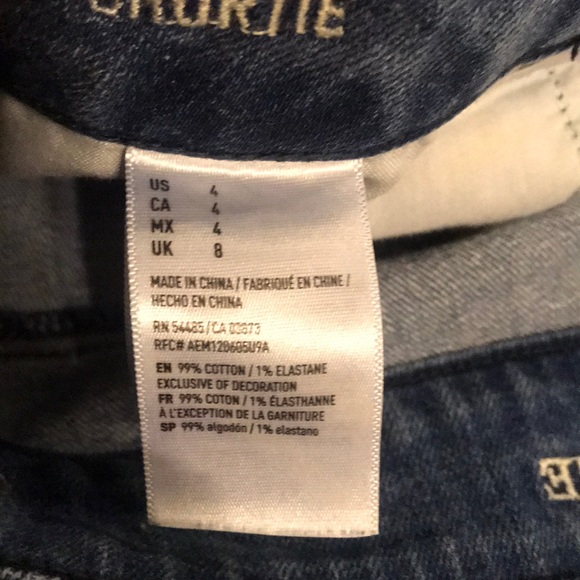 SHORTIE
US 4
CA 4
MX 4
UK 8
MADE IN CHINA / FABRIQUÉ EN CHINE /
HECHO EN CHINA
RN 54485 / CA 03873
RFC# AEM120605U9A
EN 99% COTTON / 1% ELASTANE
EXCLUSIVE OF DECORATION
FR 99% COTON / 1% ÉLASTHANNE
À L'EXCEPTION DE LA GARNITURE
SP 99% algodón / 1% elastano